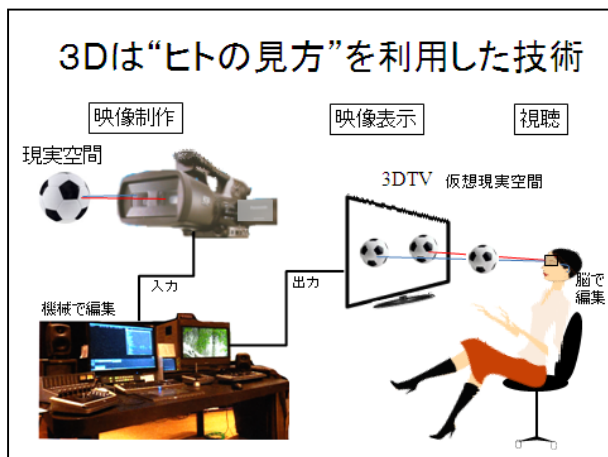 3Dは“ヒトの見方”を利用した技術
映像制作
映像表示
視聴
現実空間
3DTV 仮想現実空間
入力
出力
機械で編集
脳で
編集